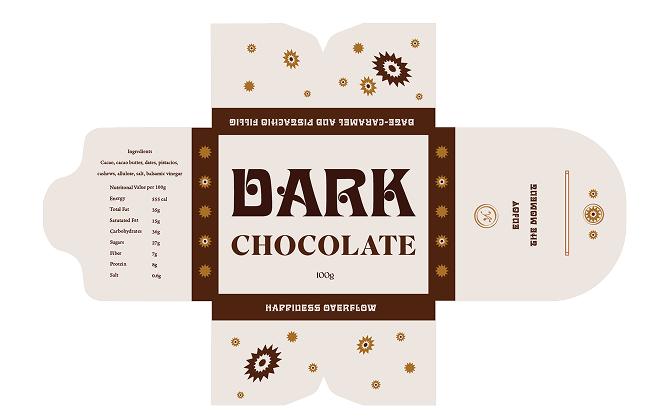 DATE-CARAMEL AND PISTACHIO FILLIG
Ingredients
Cacao, cacao butter, dates, pistacios,
cashews, allulose, salt, balsamic vinegar
Nutritional Value per 100g
Energy 555 cal
Total Fat 36g
Saturated Fat 15g
Carbohydrates 36g
Sugars 27g
Fiber 7g
Protein 8g
Salt 0.6g
DARK
CHOCOLATE
100g
HAPPINESS OVERFLOW
ENJOY
THE MOMENT